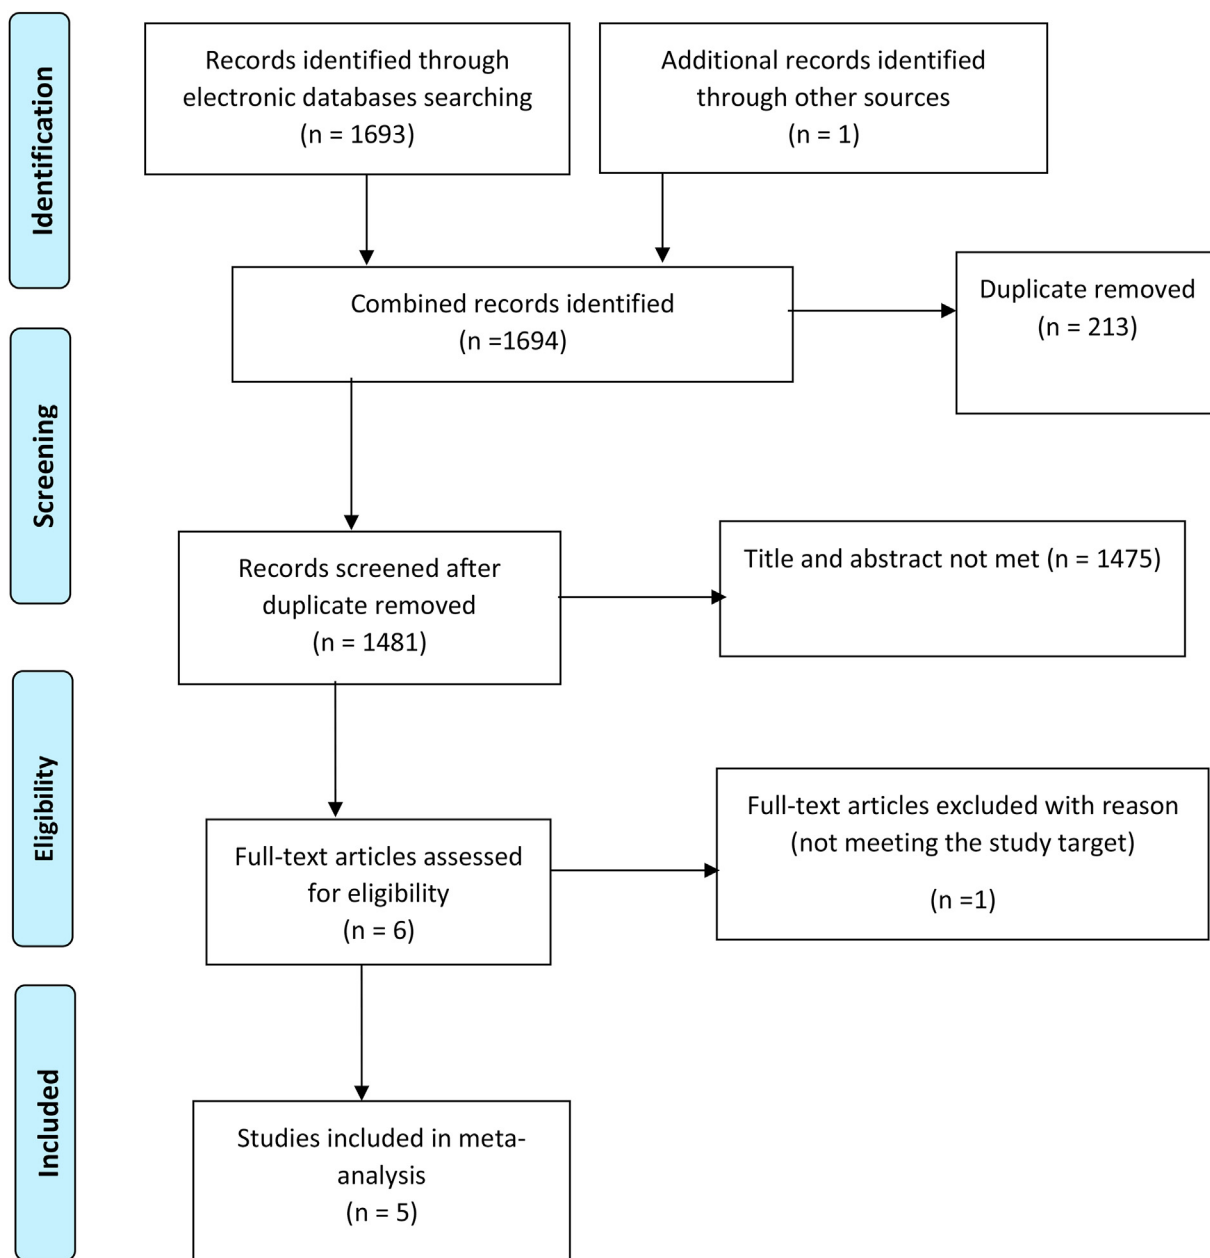 Identification
Records identified through
electronic databases searching
(n = 1693)
Additional records identified
through other sources
(n = 1)
Combined records identified
(n =1694)
Duplicate removed
(n = 213)
Screening
Records screened after
duplicate removed
(n = 1481)
Title and abstract not met (n = 1475)
Eligibility
Full-text articles assessed
for eligibility
(n = 6)
Full-text articles excluded with reason
(not meeting the study target)
(n =1)
Included
Studies included in meta-
analysis
(n = 5)